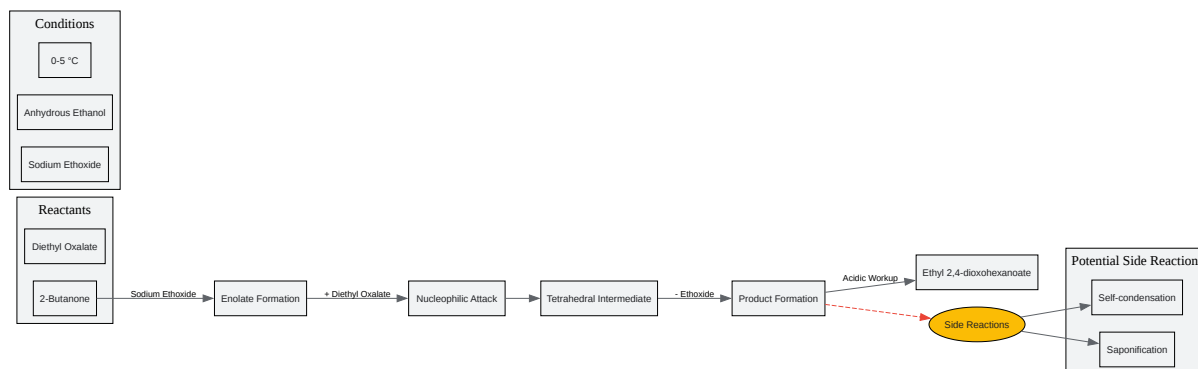 Conditions
0-5 °C
Anhydrous Ethanol
Sodium Ethoxide
Reactants
Diethyl Oxalate
2-Butanone
Sodium Ethoxide
Enolate Formation
+ Diethyl Oxalate
Nucleophilic Attack
Tetrahedral Intermediate
- Ethoxide
Product Formation
Acidic Workup
Ethyl 2,4-dioxohexanoate
Side Reactions
Potential Side Reaction
Self-condensation
Saponification